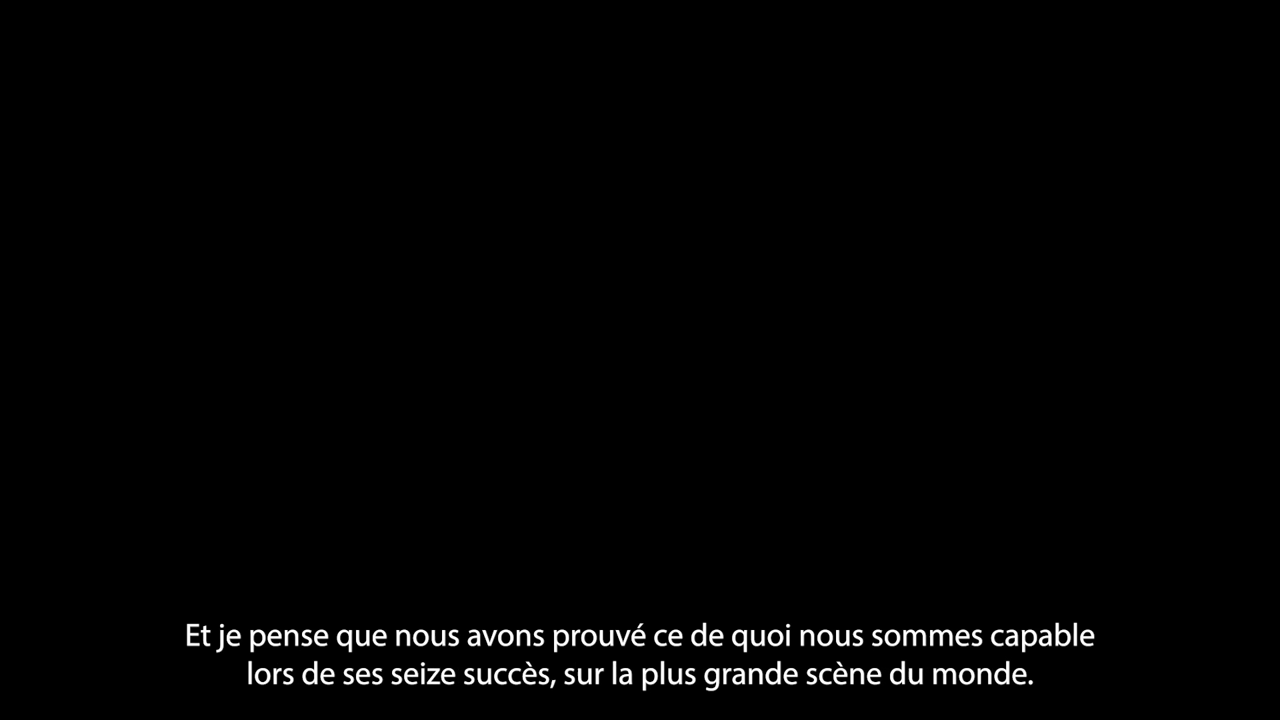 Et je pense que nous avons prouvé ce de quoi nous sommes capable
lors de ses seize succès, sur la plus grande scène du monde.